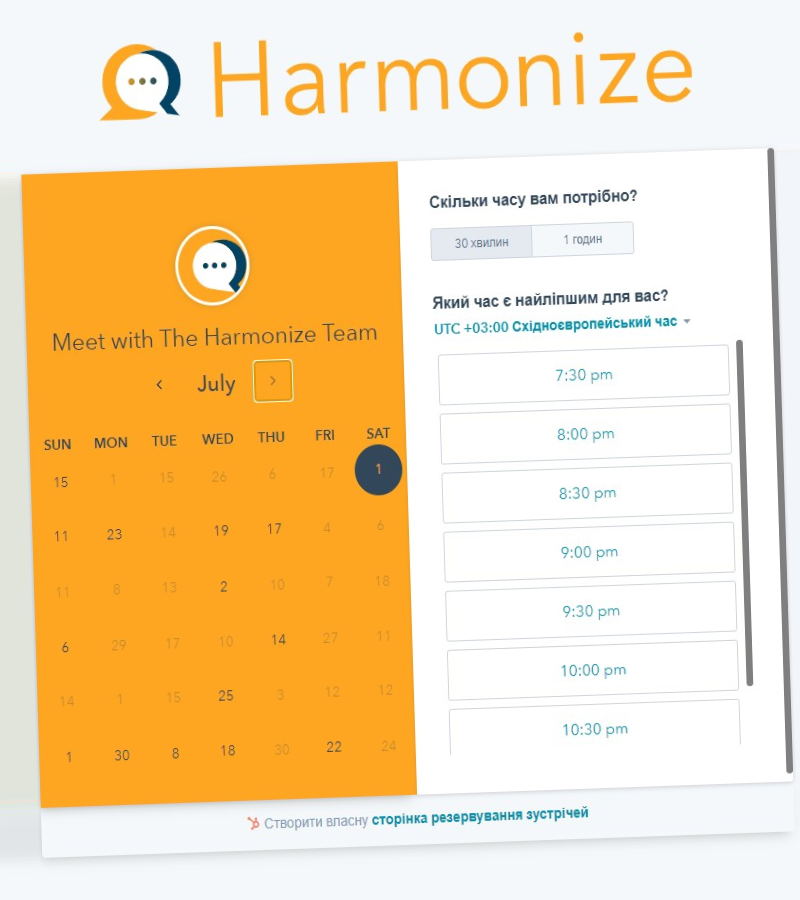 Harmonize
Meet with The Harmonize Team
July
SUN MON TUE WED THU FRI SAT
15 1 15 26 6 17 1
11 23 14 19 17 4 6
11 8 13 2 10 7 18
6 29 17 10 14 27 11
14 1 15 25 3 12 12
1 30 8 18 30 22 24
Скільки часу вам потрібно?
30 хвилин 1 годин
Який час є найліпшим для вас?
UTC +03:00 Східноєвропейський час
7:30 pm
8:00 pm
8:30 pm
9:00 pm
9:30 pm
10:00 pm
10:30 pm
Створити власну сторінка резервування зустрічей